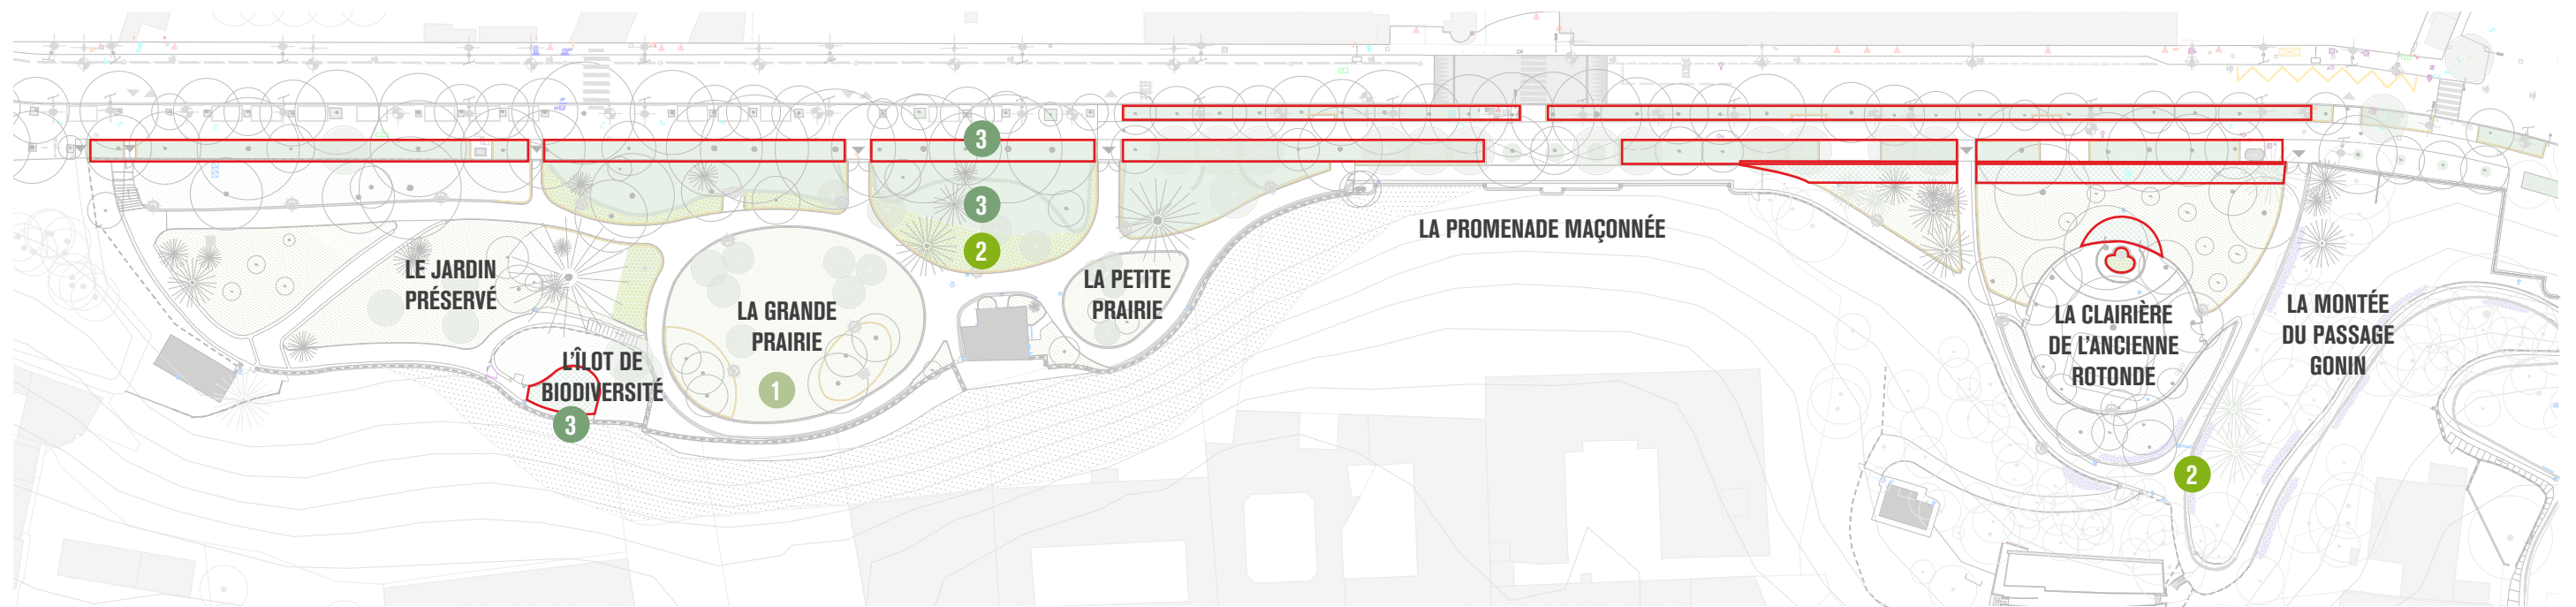 3
3
2
LA PROMENADE MAÇONNÉE
LE JARDIN
PRÉSERVÉ
LA GRANDE
PRAIRIE
1
LA PETITE
PRAIRIE
L'ÎLOT DE
BIODIVERSITÉ
3
LA CLAIRIÈRE
DE L'ANCIENNE
ROTONDE
LA MONTÉE
DU PASSAGE
GONIN
2